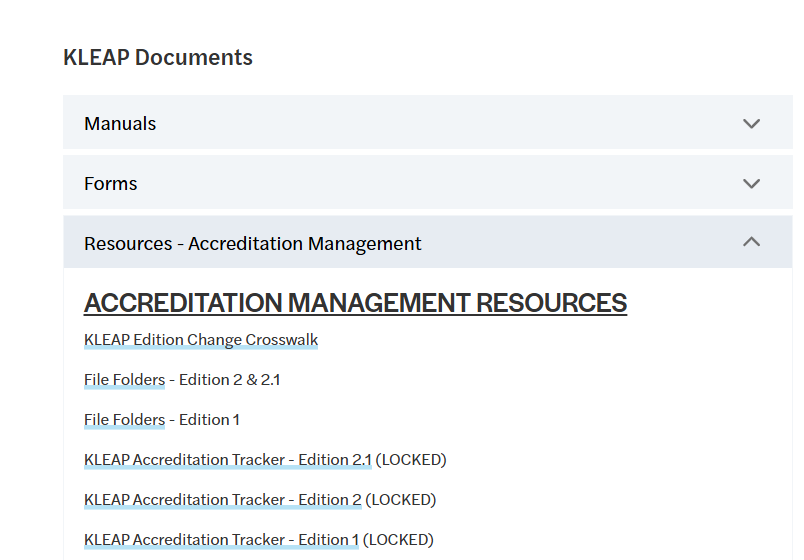 KLEAP Documents
Manuals
Forms
Resources - Accreditation Management
ACCREDITATION MANAGEMENT RESOURCES
KLEAP Edition Change Crosswalk
File Folders - Edition 2 & 2.1
File Folders - Edition 1
KLEAP Accreditation Tracker - Edition 2.1 (LOCKED)
KLEAP Accreditation Tracker - Edition 2 (LOCKED)
KLEAP Accreditation Tracker - Edition 1 (LOCKED)